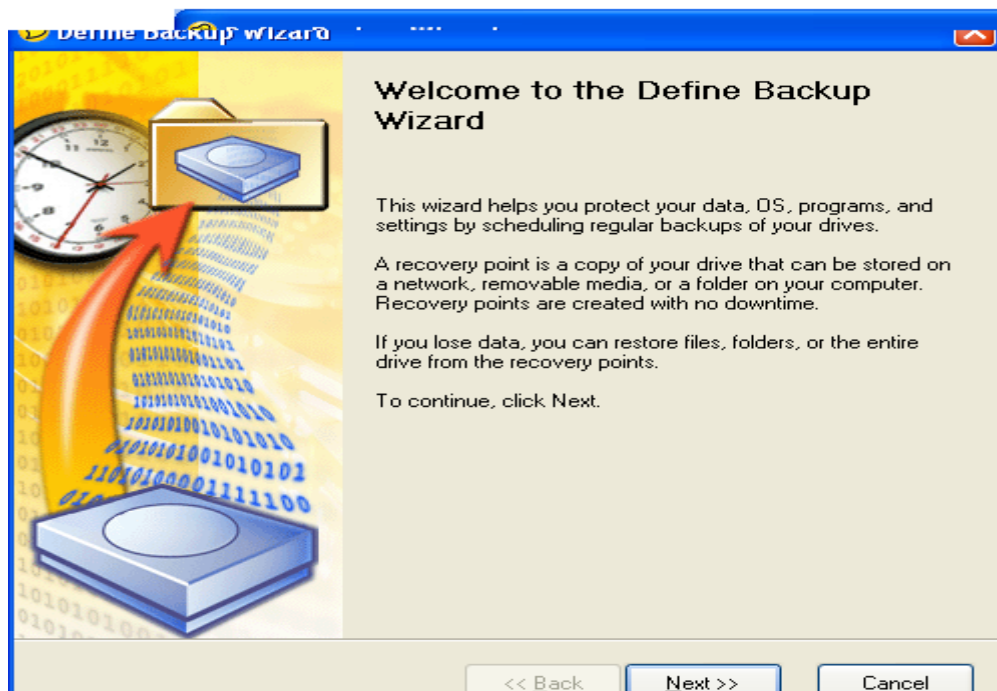 Define Backup Wizard
Welcome to the Define Backup
Wizard
This wizard helps you protect your data, OS, programs, and
settings by scheduling regular backups of your drives.
A recovery point is a copy of your drive that can be stored on
a network, removable media, or a folder on your computer.
Recovery points are created with no downtime.
If you lose data, you can restore files, folders, or the entire
drive from the recovery points.
To continue, click Next.
<< Back
Next >>
Cancel